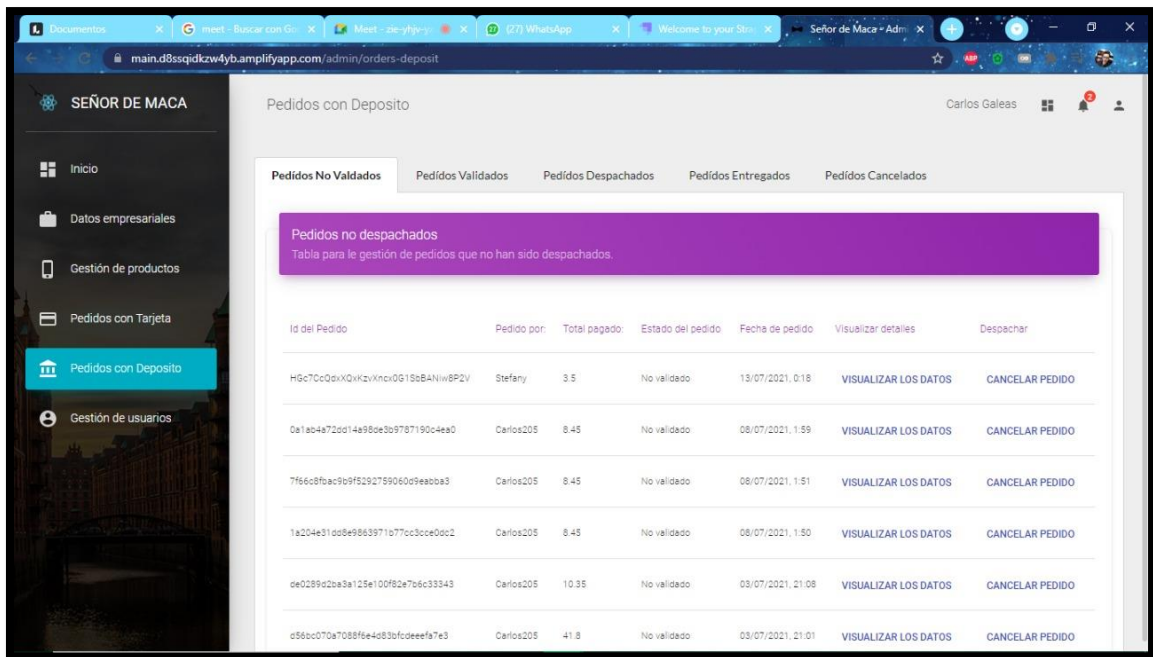 Documentos
meet - Buscar con Go
Meet - zie-yhjv-y
(27) WhatsApp
Welcome to your Stra
Señor de Maca - Admi
main.d8ssqidkzw4yb.amplifyapp.com/admin/orders-deposit
ABP
SEÑOR DE MACA
Pedidos con Deposito
Carlos Galeas
2
Inicio
Datos empresariales
Gestión de productos
Pedidos con Tarjeta
Pedidos con Deposito
Gestión de usuarios
Pedídos No Valdados Pedídos Validados Pedídos Despachados Pedídos Entregados Pedídos Cancelados
Pedidos no despachados
Tabla para le gestión de pedidos que no han sido despachados.
Id del Pedido Pedido por: Total pagado: Estado del pedido Fecha de pedido Visualizar detalles Despachar
HGc7CcQdxXQxKzvXncx0G1SbBANiw8P2V Stefany 3.5 No validado 13/07/2021, 0:18 VISUALIZAR LOS DATOS CANCELAR PEDIDO
0a1ab4a72dd14a98de3b9787190c4ea0 Carlos205 8.45 No validado 08/07/2021, 1:59 VISUALIZAR LOS DATOS CANCELAR PEDIDO
7f66c8fbac9b9f5292759060d9eabba3 Carlos205 8.45 No validado 08/07/2021, 1:51 VISUALIZAR LOS DATOS CANCELAR PEDIDO
1a204e31dd8e9863971b77cc3cce0dc2 Carlos205 8.45 No validado 08/07/2021, 1:50 VISUALIZAR LOS DATOS CANCELAR PEDIDO
de0289d2ba3a125e100f82e7b6c33343 Carlos205 10.35 No validado 03/07/2021, 21:08 VISUALIZAR LOS DATOS CANCELAR PEDIDO
d56bc070a7088f6e4d83bfcdeeefa7e3 Carlos205 41.8 No validado 03/07/2021, 21:01 VISUALIZAR LOS DATOS CANCELAR PEDIDO